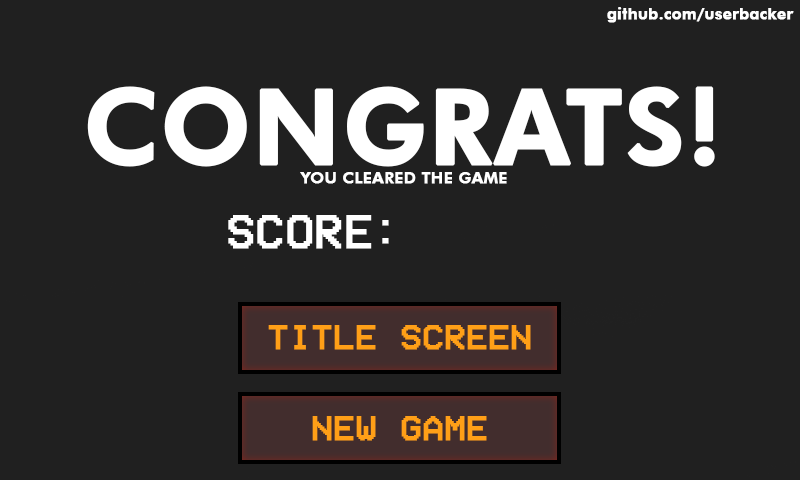 github.com/userbacker
CONGRATS!
YOU CLEARED THE GAME
SCORE:
TITLE SCREEN
NEW GAME